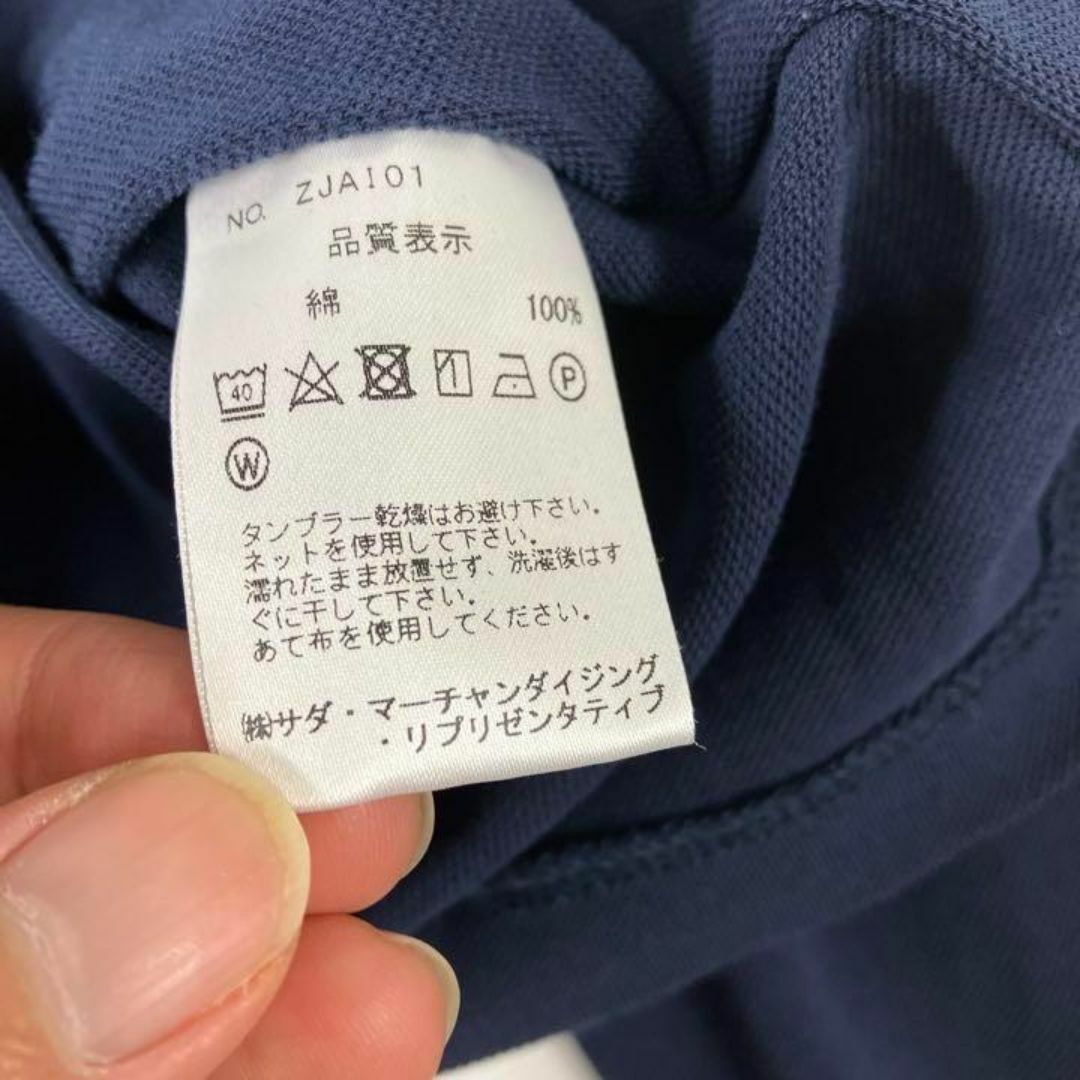 NO. ZJAI01
品質表示
綿 100%
40
P
W
タンブラー乾燥はお避け下さい。
ネットを使用して下さい。
濡れたまま放置せず、洗濯後はす
ぐに干して下さい。
あて布を使用してください。
㈱サダ・マーチャンダイジング
・リプリゼンタティブ